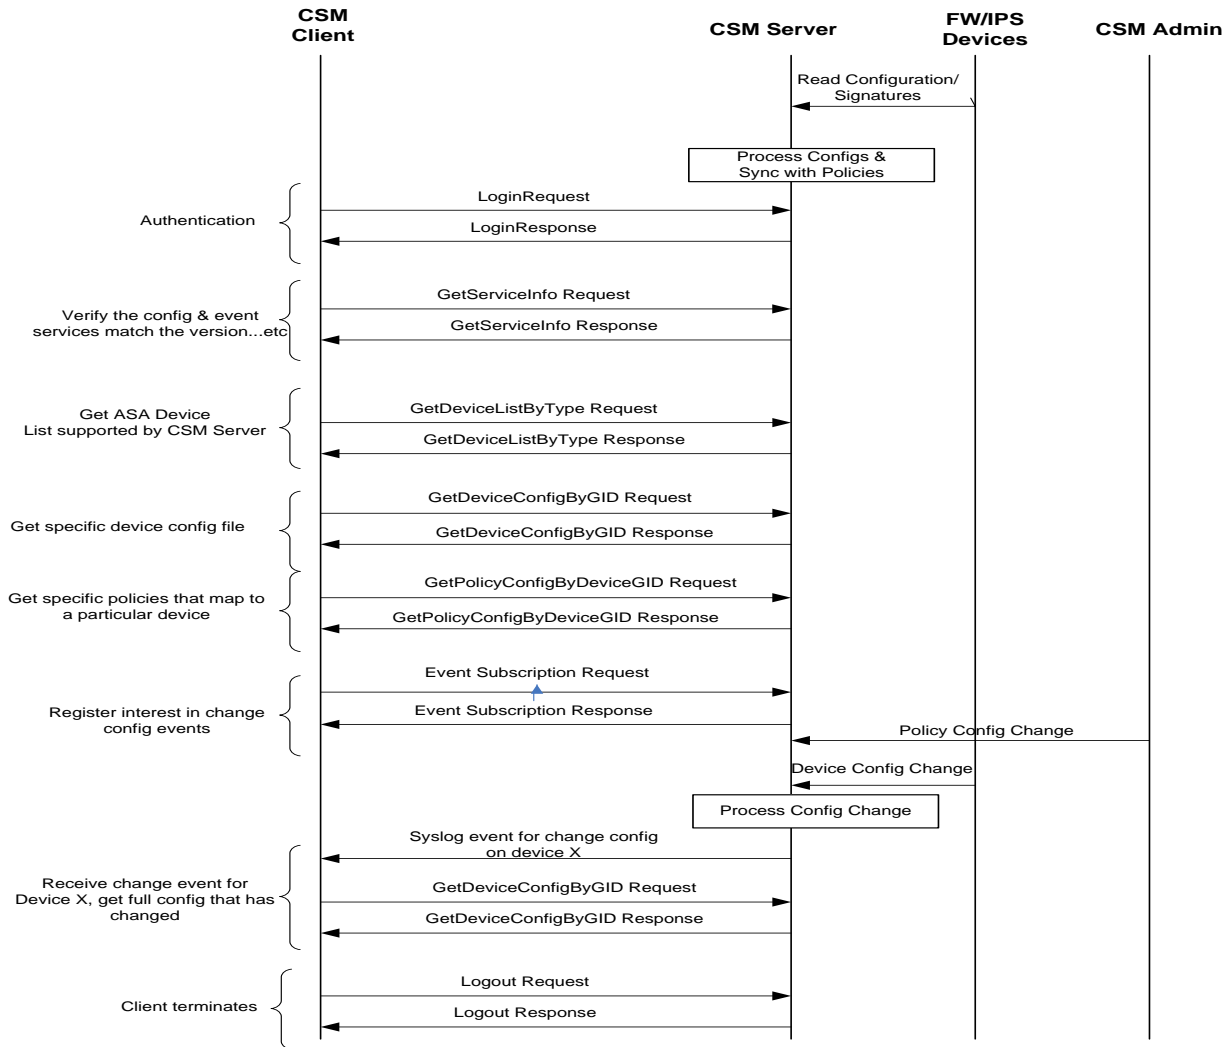 CSM
Client
CSM Server
FW/IPS
Devices
CSM Admin
Read Configuration/
Signatures
Process Configs &
Sync with Policies
Authentication
LoginRequest
LoginResponse
Verify the config & event
services match the version...etc
GetServiceInfo Request
GetServiceInfo Response
Get ASA Device
List supported by CSM Server
GetDeviceListByType Request
GetDeviceListByType Response
Get specific device config file
GetDeviceConfigByGID Request
GetDeviceConfigByGID Response
Get specific policies that map to
a particular device
GetPolicyConfigByDeviceGID Request
GetPolicyConfigByDeviceGID Response
Register interest in change
config events
Event Subscription Request
Event Subscription Response
Policy Config Change
Device Config Change
Process Config Change
Syslog event for change config
on device X
Receive change event for
Device X, get full config that has
changed
GetDeviceConfigByGID Request
GetDeviceConfigByGID Response
Client terminates
Logout Request
Logout Response